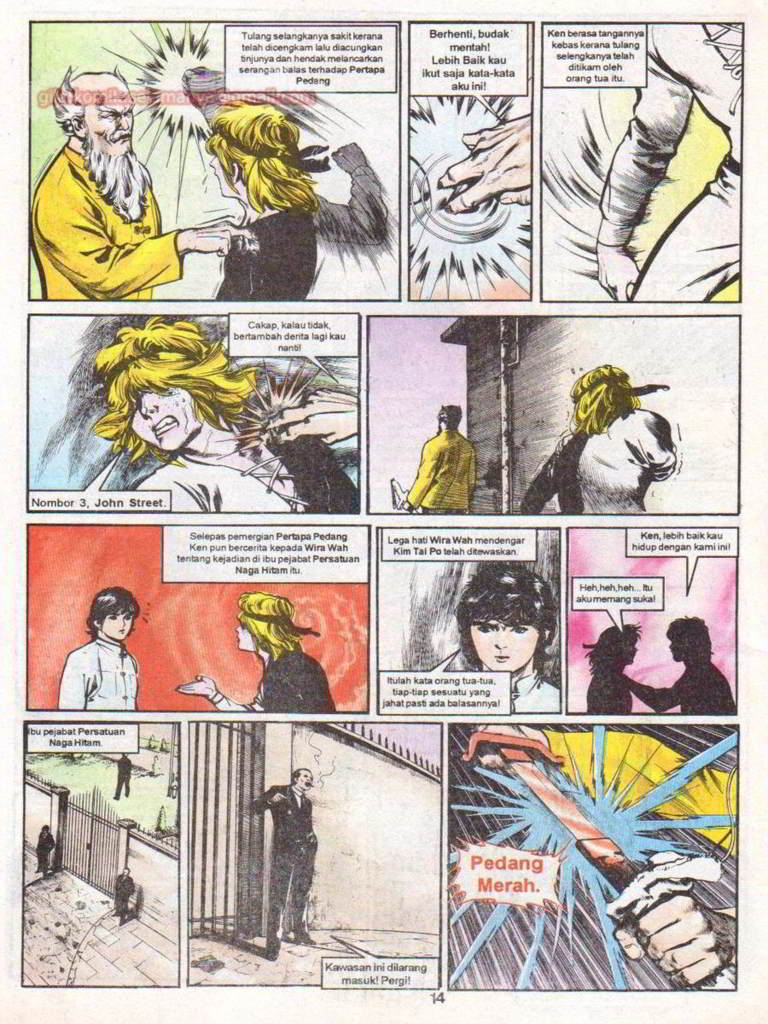 Tulang selangkanya sakit kerana
telah dicengkam lalu diacungkan
tinjunya dan hendak melancarkan
serangan balas terhadap Pertapa
Pedang
Berhenti, budak
mentah!
Lebih Baik kau
ikut saja kata-kata
aku ini!
Ken berasa tangannya
kebas kerana tulang
selengkanya telah
ditikam oleh
orang tua itu.
Cakap, kalau tidak,
bertambah derita lagi kau
nanti!
Nombor 3, John Street.
Selepas pemergian Pertapa Pedang
Ken pun bercerita kepada Wira Wah
tentang kejadian di ibu pejabat Persatuan
Naga Hitam itu.
Lega hati Wira Wah mendengar
Kim Tai Po telah ditewaskan.
Itulah kata orang tua-tua,
tiap-tiap sesuatu yang
jahat pasti ada balasannya!
Ken, lebih baik kau
hidup dengan kami ini!
Heh,heh,heh... Itu
aku memang suka!
Ibu pejabat Persatuan
Naga Hitam.
Kawasan ini dilarang
masuk! Pergi!
Pedang
Merah.
14